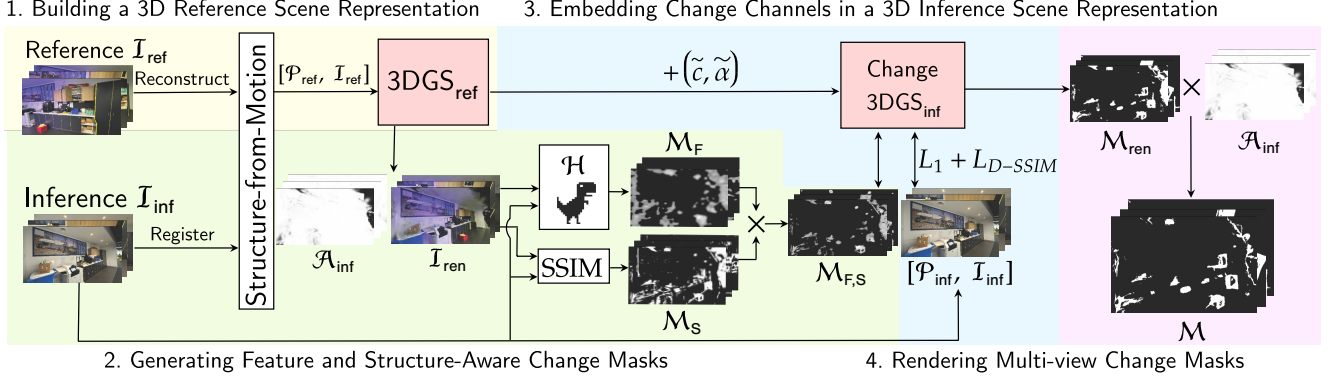 1. Building a 3D Reference Scene Representation
3. Embedding Change Channels in a 3D Inference Scene Representation
Reference ℐref
Reconstruct
Structure-from-Motion
[𝒫ref, ℐref]
3DGSref
+(c̃, α̃)
Change
3DGSinf
ℳren
×
𝒜inf
Inference ℐinf
Register
𝒜inf
ℐren
ℋ
SSIM
ℳF
ℳS
×
ℳF,S
L1 + LD−SSIM
[𝒫inf, ℐinf]
ℳ
2. Generating Feature and Structure-Aware Change Masks
4. Rendering Multi-view Change Masks